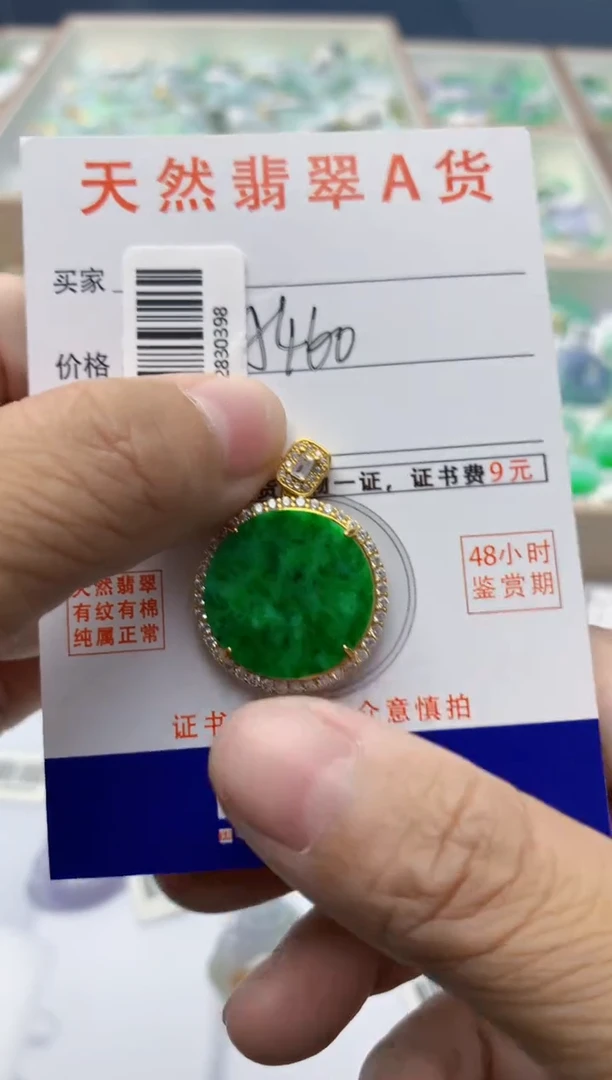 天然翡翠A货
买家
2830398
460
价格
一证，证书费9元
48小时
鉴赏期
天然翡翠
有纹有棉
纯属正常
证书
介意慎拍